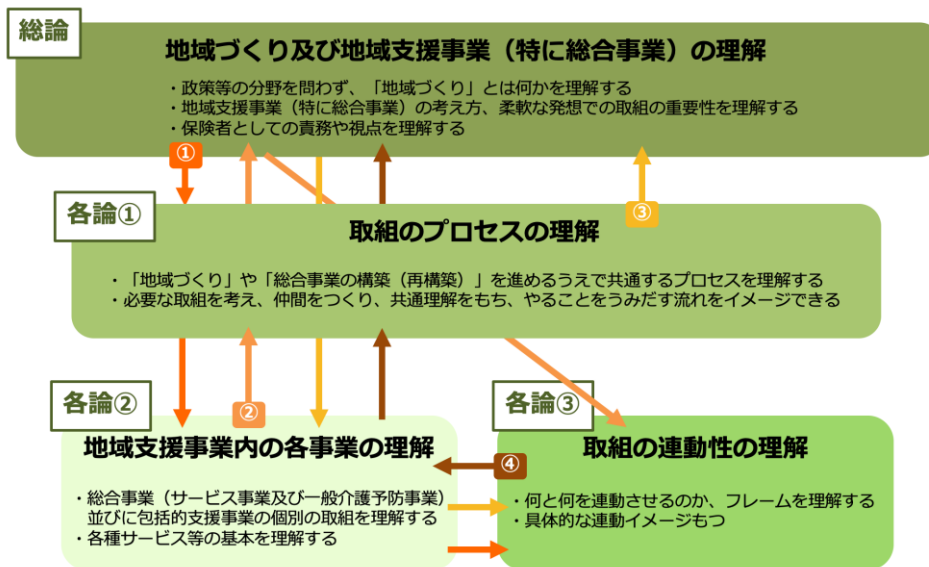 総論
地域づくり及び地域支援事業（特に総合事業）の理解
・政策等の分野を問わず、「地域づくり」とは何かを理解する
・地域支援事業（特に総合事業）の考え方、柔軟な発想での取組の重要性を理解する
・保険者としての責務や視点を理解する
①
各論①
③
取組のプロセスの理解
・「地域づくり」や「総合事業の構築（再構築）」を進めるうえで共通するプロセスを理解する
・必要な取組を考え、仲間をつくり、共通理解をもち、やることをうみだす流れをイメージできる
各論②
②
地域支援事業内の各事業の理解
・総合事業（サービス事業及び一般介護予防事業）
並びに包括的支援事業の個別の取組を理解する
・各種サービス等の基本を理解する
④
各論③
取組の連動性の理解
・何と何を連動させるのか、フレームを理解する
・具体的な連動イメージもつ